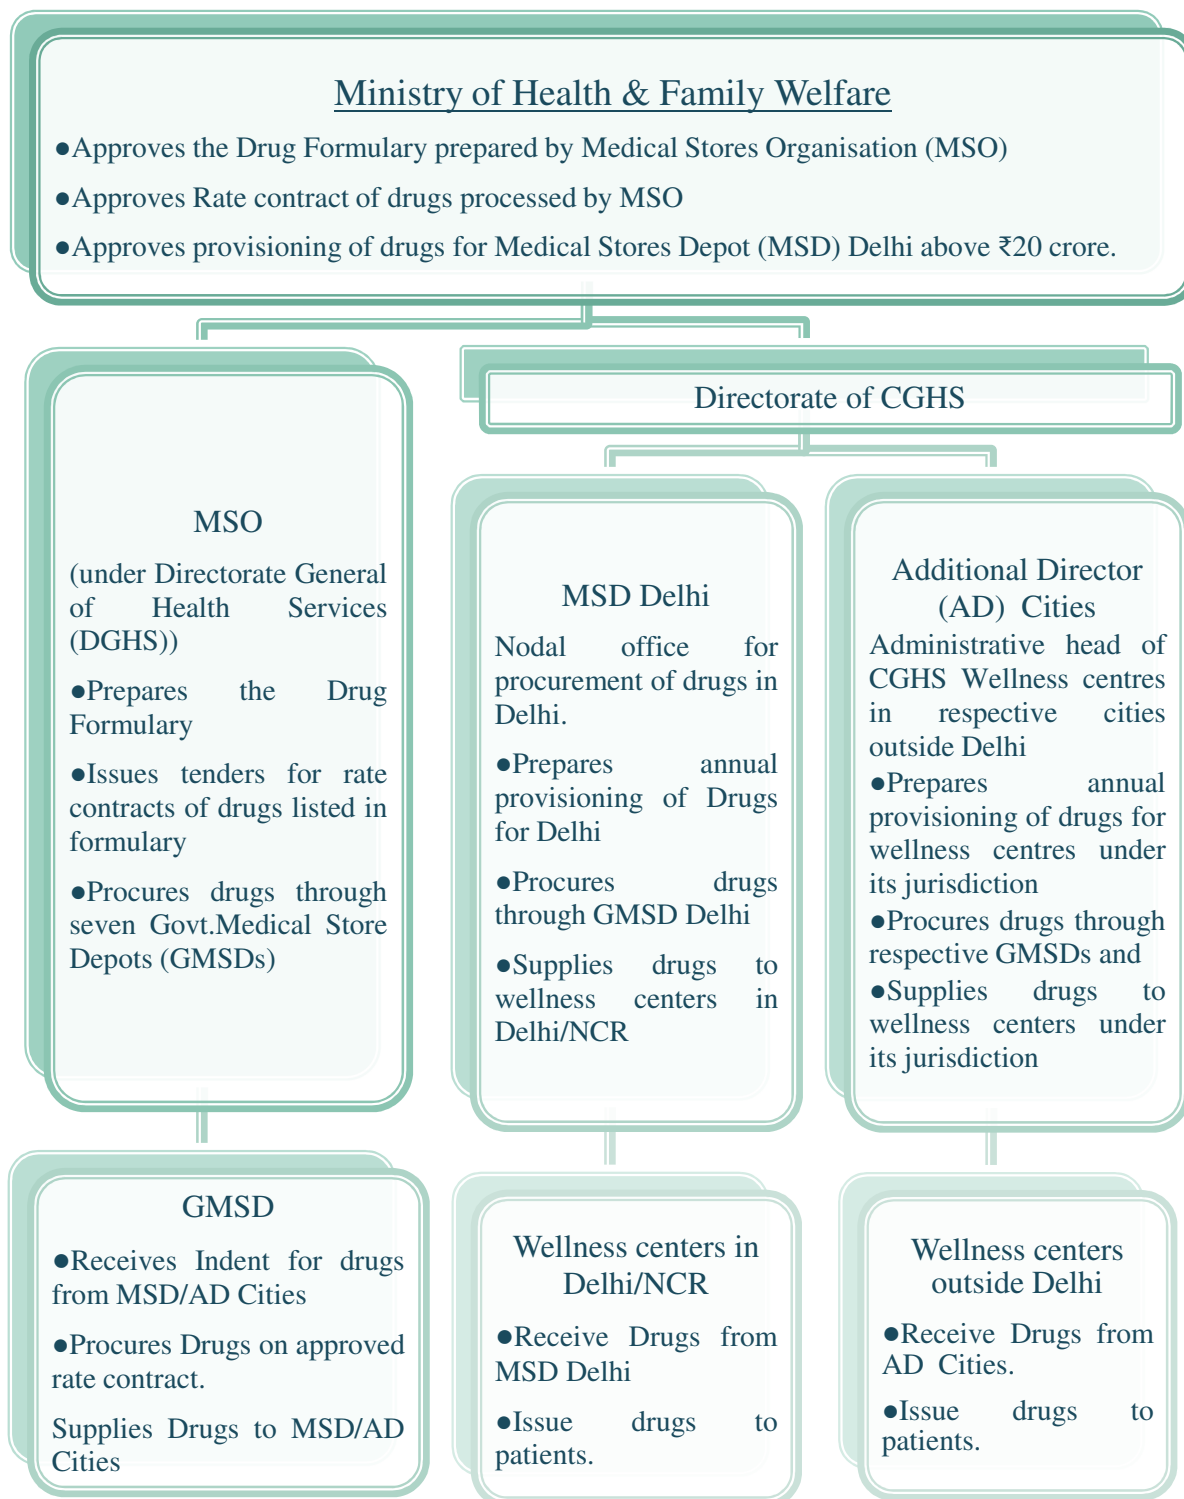 Ministry of Health & Family Welfare
●Approves the Drug Formulary prepared by Medical Stores Organisation (MSO)
●Approves Rate contract of drugs processed by MSO
●Approves provisioning of drugs for Medical Stores Depot (MSD) Delhi above ₹20 crore.
MSO
(under Directorate General
of Health Services
(DGHS))
●Prepares the Drug
Formulary
●Issues tenders for rate
contracts of drugs listed in
formulary
●Procures drugs through
seven Govt.Medical Store
Depots (GMSDs)
Directorate of CGHS
MSD Delhi
Nodal office for
procurement of drugs in
Delhi.
●Prepares annual
provisioning of Drugs
for Delhi
●Procures drugs
through GMSD Delhi
●Supplies drugs to
wellness centers in
Delhi/NCR
Additional Director
(AD) Cities
Administrative head of
CGHS Wellness centres
in respective cities
outside Delhi
●Prepares annual
provisioning of drugs for
wellness centres under
its jurisdiction
●Procures drugs through
respective GMSDs and
●Supplies drugs to
wellness centers under
its jurisdiction
GMSD
●Receives Indent for drugs
from MSD/AD Cities
●Procures Drugs on approved
rate contract.
Supplies Drugs to MSD/AD
Cities
Wellness centers in
Delhi/NCR
●Receive Drugs from
MSD Delhi
●Issue drugs to
patients.
Wellness centers
outside Delhi
●Receive Drugs from
AD Cities.
●Issue drugs to
patients.